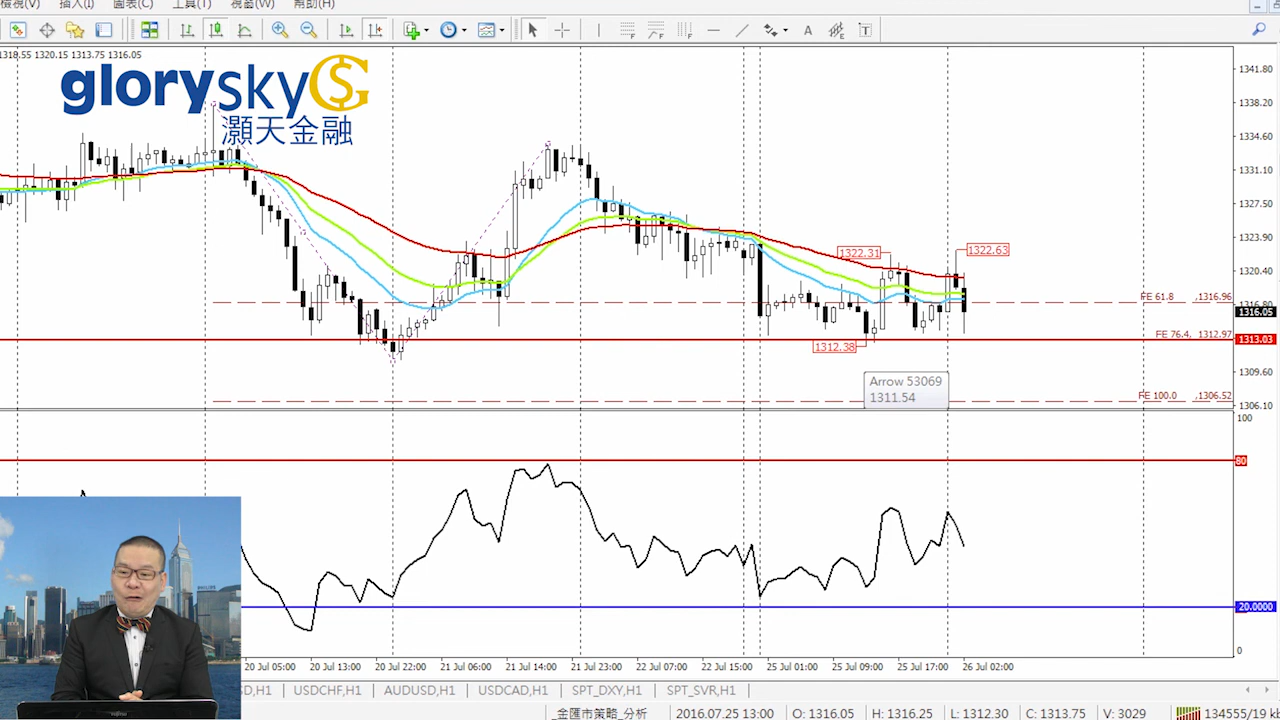 檢視(V) 插入(I) 圖表(C) 工具(T) 視窗(W) 幫助(H)
1318.55 1320.15 1313.75 1316.05
glorysky
灝天金融
1341.80
1338.20
1334.60
1331.10
1327.50
1323.90
1320.40
1316.80
1316.05
1313.03
1309.60
1306.10
1322.31
1322.63
1312.38
FE 61.8 ,1316.96
FE 76.4, 1312.97
FE 100.0 ,1306.52
Arrow 53069
1311.54
100
80
20.0000
0
20 Jul 05:00 20 Jul 13:00 20 Jul 22:00 21 Jul 06:00 21 Jul 14:00 21 Jul 23:00 22 Jul 07:00 22 Jul 15:00 25 Jul 01:00 25 Jul 09:00 25 Jul 17:00 26 Jul 02:00
D,H1 USDCHF,H1 AUDUSD,H1 USDCAD,H1 SPT_DXY,H1 SPT_SVR,H1
金匯市策略_分析 2016.07.25 13:00 O: 1316.05 H: 1316.25 L: 1312.30 C: 1313.75 V: 3029 134555/19 kb